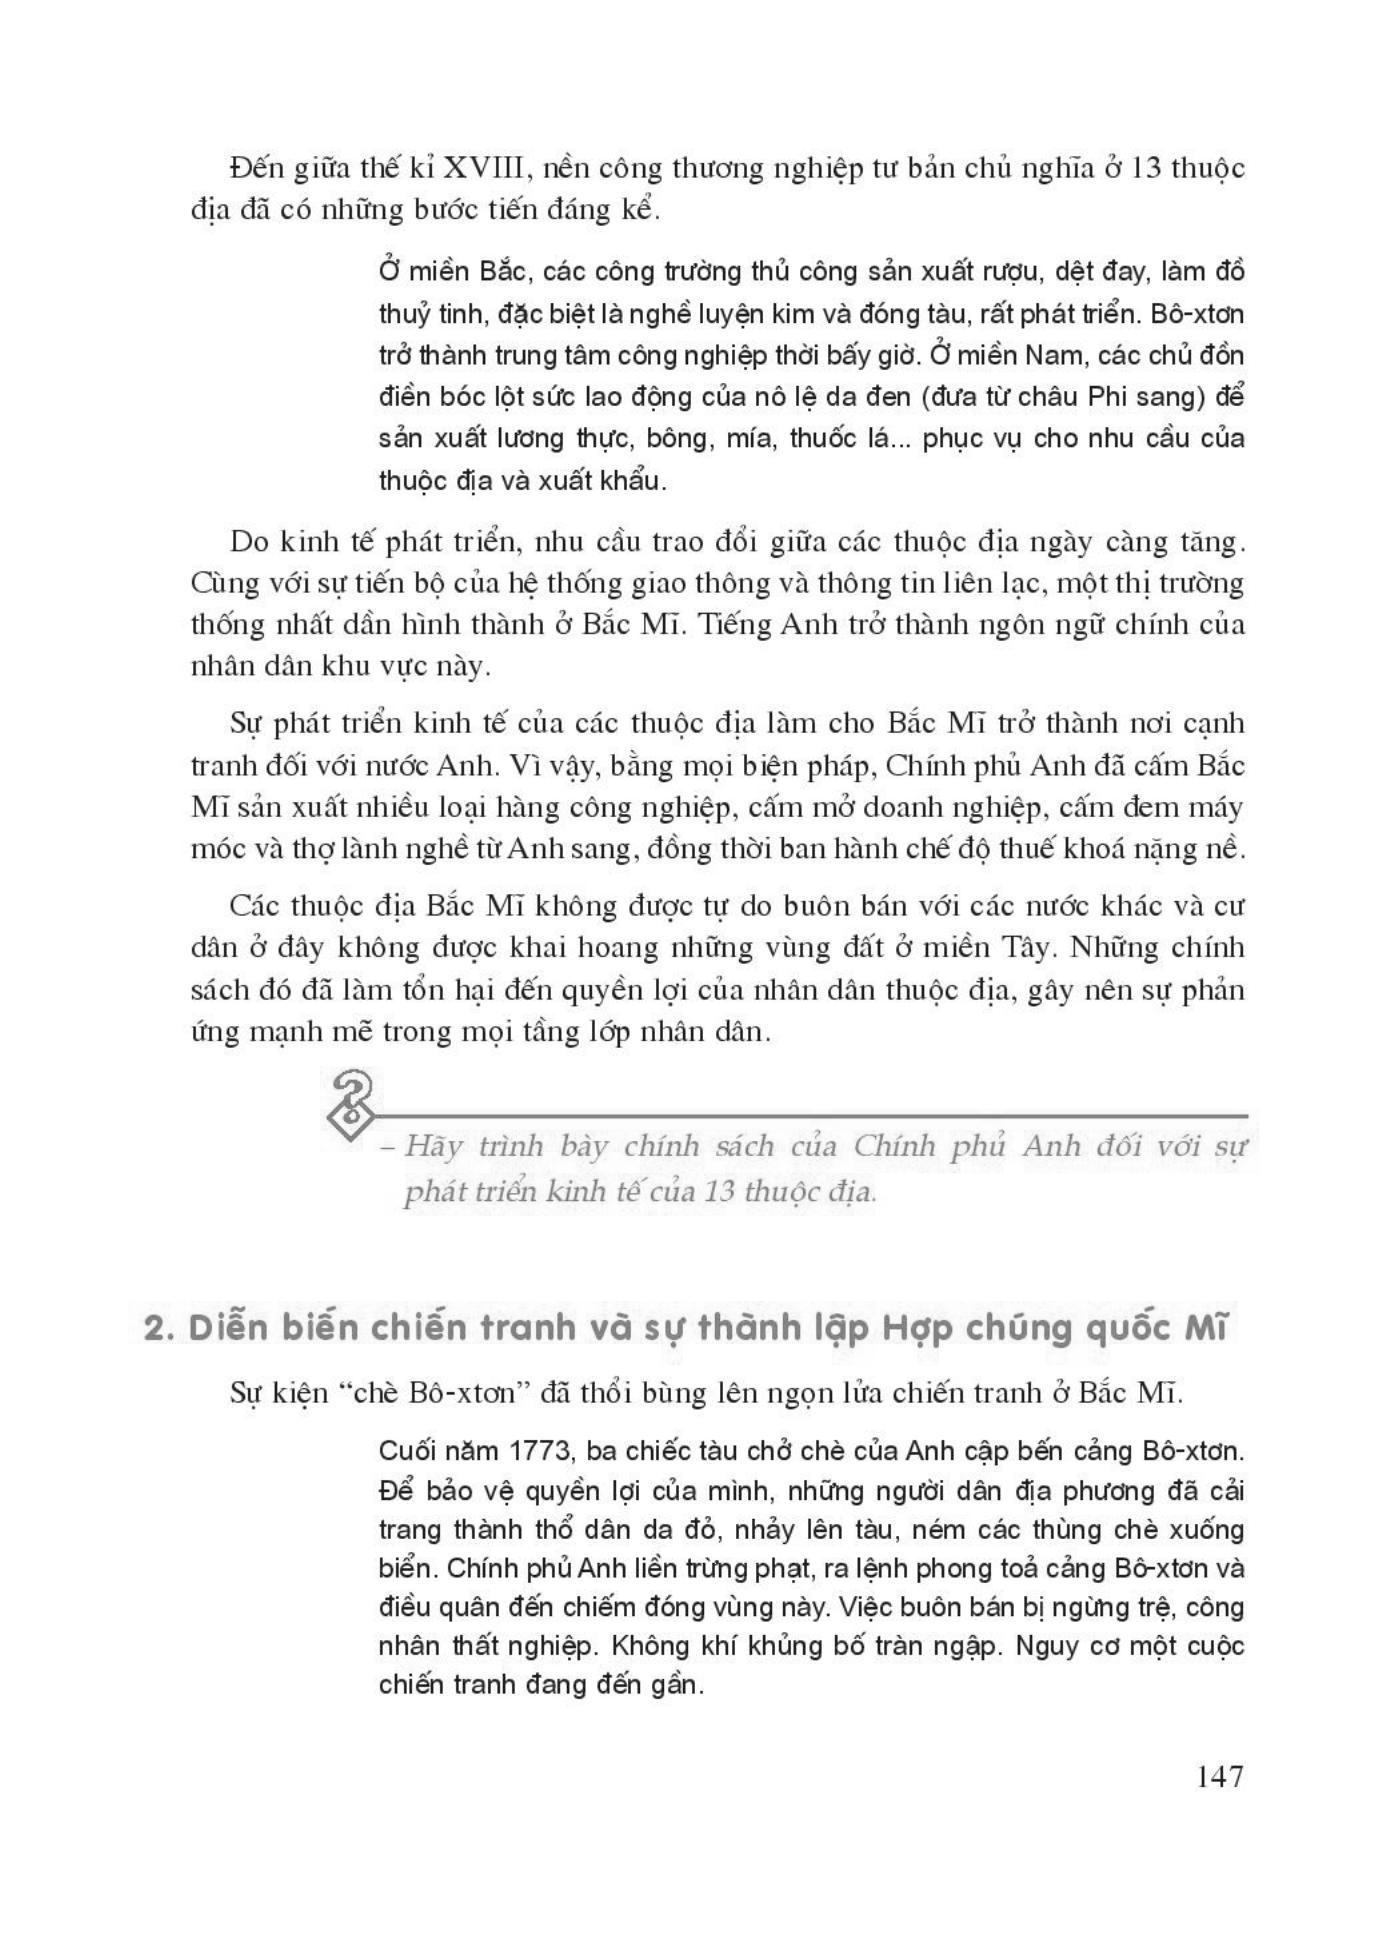 Đến giữa thế kỉ XVIII, nền công thương nghiệp tư bản chủ nghĩa ở 13 thuộc
địa đã có những bước tiến đáng kể.
Ở miền Bắc, các công trường thủ công sản xuất rượu, dệt đay, làm đồ
thuỷ tinh, đặc biệt là nghề luyện kim và đóng tàu, rất phát triển. Bô-xtơn
trở thành trung tâm công nghiệp thời bấy giờ. Ở miền Nam, các chủ đồn
điền bóc lột sức lao động của nô lệ da đen (đưa từ châu Phi sang) để
sản xuất lương thực, bông, mía, thuốc lá... phục vụ cho nhu cầu của
thuộc địa và xuất khẩu.
Do kinh tế phát triển, nhu cầu trao đổi giữa các thuộc địa ngày càng tăng.
Cùng với sự tiến bộ của hệ thống giao thông và thông tin liên lạc, một thị trường
thống nhất dần hình thành ở Bắc Mĩ. Tiếng Anh trở thành ngôn ngữ chính của
nhân dân khu vực này.
Sự phát triển kinh tế của các thuộc địa làm cho Bắc Mĩ trở thành nơi cạnh
tranh đối với nước Anh. Vì vậy, bằng mọi biện pháp, Chính phủ Anh đã cấm Bắc
Mĩ sản xuất nhiều loại hàng công nghiệp, cấm mở doanh nghiệp, cấm đem máy
móc và thợ lành nghề từ Anh sang, đồng thời ban hành chế độ thuế khoá nặng nề.
Các thuộc địa Bắc Mĩ không được tự do buôn bán với các nước khác và cư
dân ở đây không được khai hoang những vùng đất ở miền Tây. Những chính
sách đó đã làm tổn hại đến quyền lợi của nhân dân thuộc địa, gây nên sự phản
ứng mạnh mẽ trong mọi tầng lớp nhân dân.
?
– Hãy trình bày chính sách của Chính phủ Anh đối với sự
phát triển kinh tế của 13 thuộc địa.
2. Diễn biến chiến tranh và sự thành lập Hợp chúng quốc Mĩ
Sự kiện “chè Bô-xtơn” đã thổi bùng lên ngọn lửa chiến tranh ở Bắc Mĩ.
Cuối năm 1773, ba chiếc tàu chở chè của Anh cập bến cảng Bô-xtơn.
Để bảo vệ quyền lợi của mình, những người dân địa phương đã cải
trang thành thổ dân da đỏ, nhảy lên tàu, ném các thùng chè xuống
biển. Chính phủ Anh liền trừng phạt, ra lệnh phong toả cảng Bô-xtơn và
điều quân đến chiếm đóng vùng này. Việc buôn bán bị ngừng trệ, công
nhân thất nghiệp. Không khí khủng bố tràn ngập. Nguy cơ một cuộc
chiến tranh đang đến gần.
147